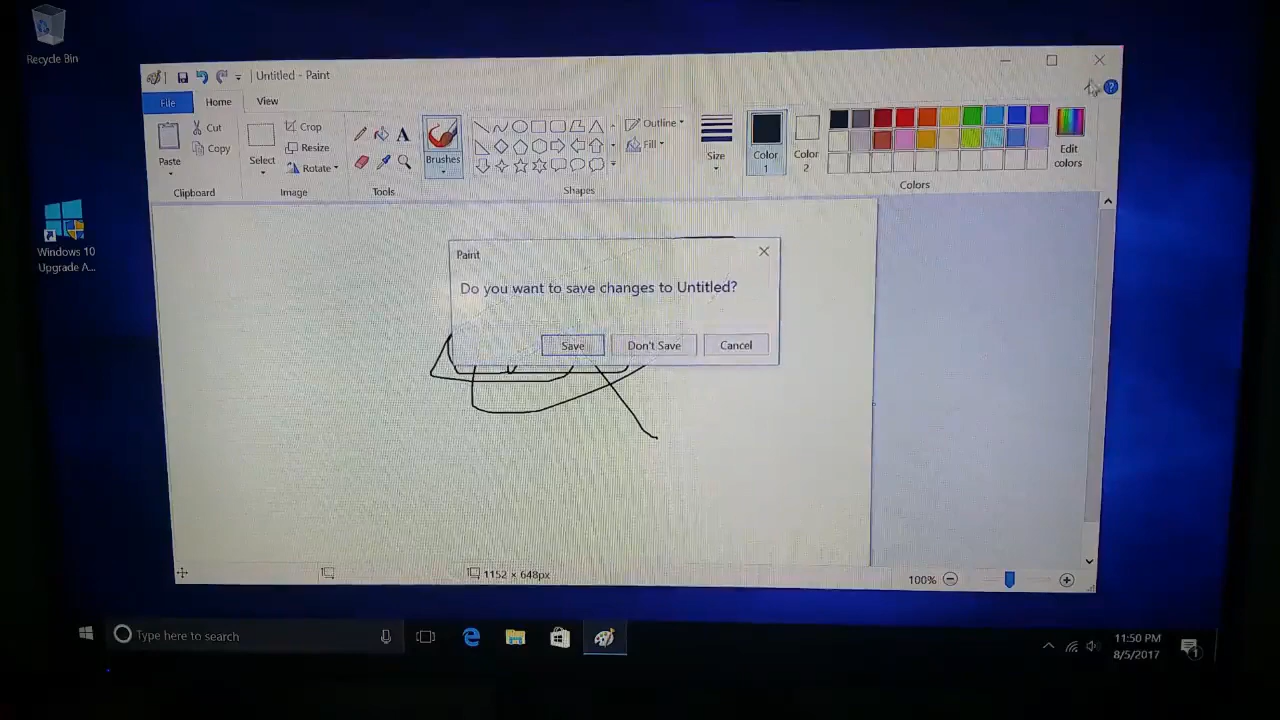 Recycle Bin
Windows 10
Upgrade A...
Untitled - Paint
File
Home
View
Paste
Cut
Copy
Clipboard
Select
Crop
Resize
Rotate
Image
A
Tools
Brushes
Shapes
Outline
Fill
Size
Color
1
Color
2
Edit
colors
Colors
Paint
Do you want to save changes to Untitled?
Save
Don't Save
Cancel
1152 × 648px
100%
Type here to search
11:50 PM
8/5/2017
1